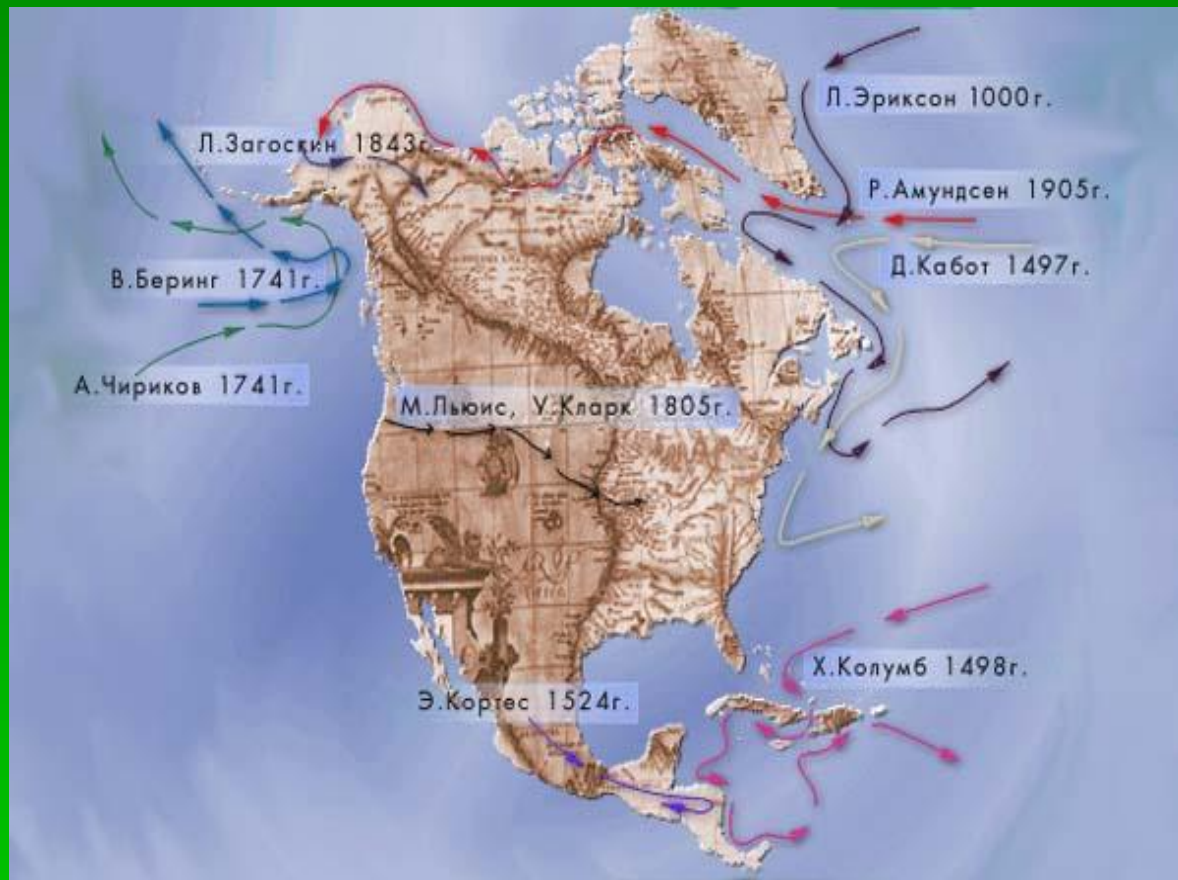 Л.Эриксон 1000г.
Л.Загоскин 1843г.
Р.Амундсен 1905г.
Д.Кабот 1497г.
В.Беринг 1741г.
А.Чириков 1741г.
М.Льюис, У.Кларк 1805г.
Х.Колумб 1498г.
Э.Кортес 1524г.